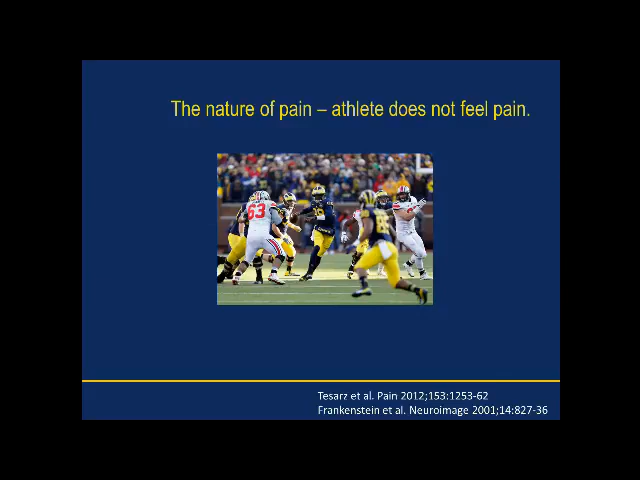 The nature of pain – athlete does not feel pain.
63
Tesarz et al. Pain 2012;153:1253-62
Frankenstein et al. Neuroimage 2001;14:827-36